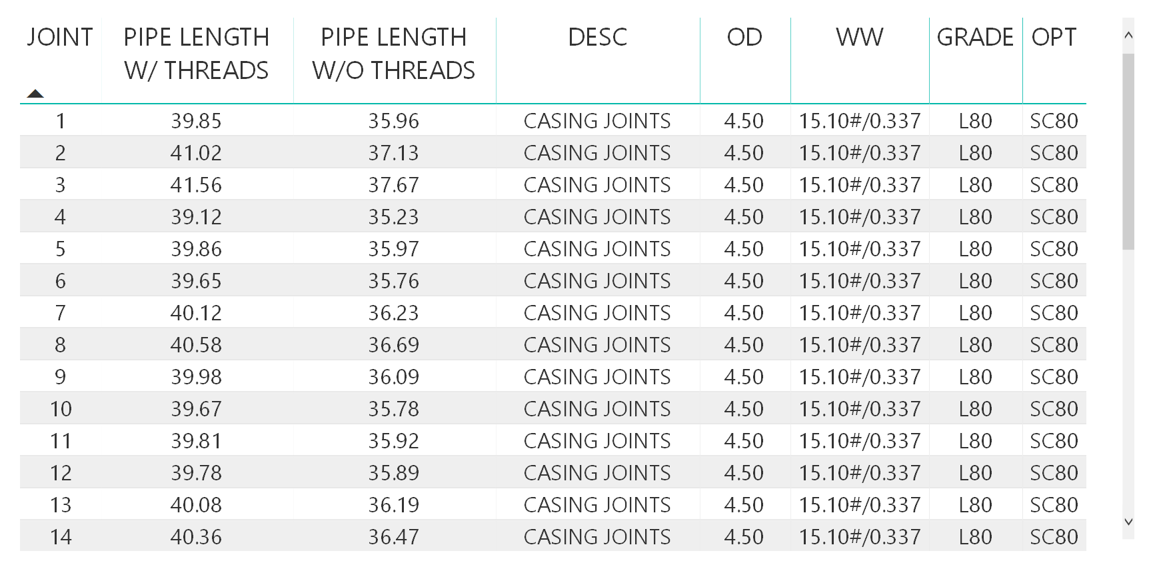 JOINT PIPE LENGTH W/ THREADS PIPE LENGTH W/O THREADS DESC OD WW GRADE OPT
1 39.85 35.96 CASING JOINTS 4.50 15.10#/0.337 L80 SC80
2 41.02 37.13 CASING JOINTS 4.50 15.10#/0.337 L80 SC80
3 41.56 37.67 CASING JOINTS 4.50 15.10#/0.337 L80 SC80
4 39.12 35.23 CASING JOINTS 4.50 15.10#/0.337 L80 SC80
5 39.86 35.97 CASING JOINTS 4.50 15.10#/0.337 L80 SC80
6 39.65 35.76 CASING JOINTS 4.50 15.10#/0.337 L80 SC80
7 40.12 36.23 CASING JOINTS 4.50 15.10#/0.337 L80 SC80
8 40.58 36.69 CASING JOINTS 4.50 15.10#/0.337 L80 SC80
9 39.98 36.09 CASING JOINTS 4.50 15.10#/0.337 L80 SC80
10 39.67 35.78 CASING JOINTS 4.50 15.10#/0.337 L80 SC80
11 39.81 35.92 CASING JOINTS 4.50 15.10#/0.337 L80 SC80
12 39.78 35.89 CASING JOINTS 4.50 15.10#/0.337 L80 SC80
13 40.08 36.19 CASING JOINTS 4.50 15.10#/0.337 L80 SC80
14 40.36 36.47 CASING JOINTS 4.50 15.10#/0.337 L80 SC80